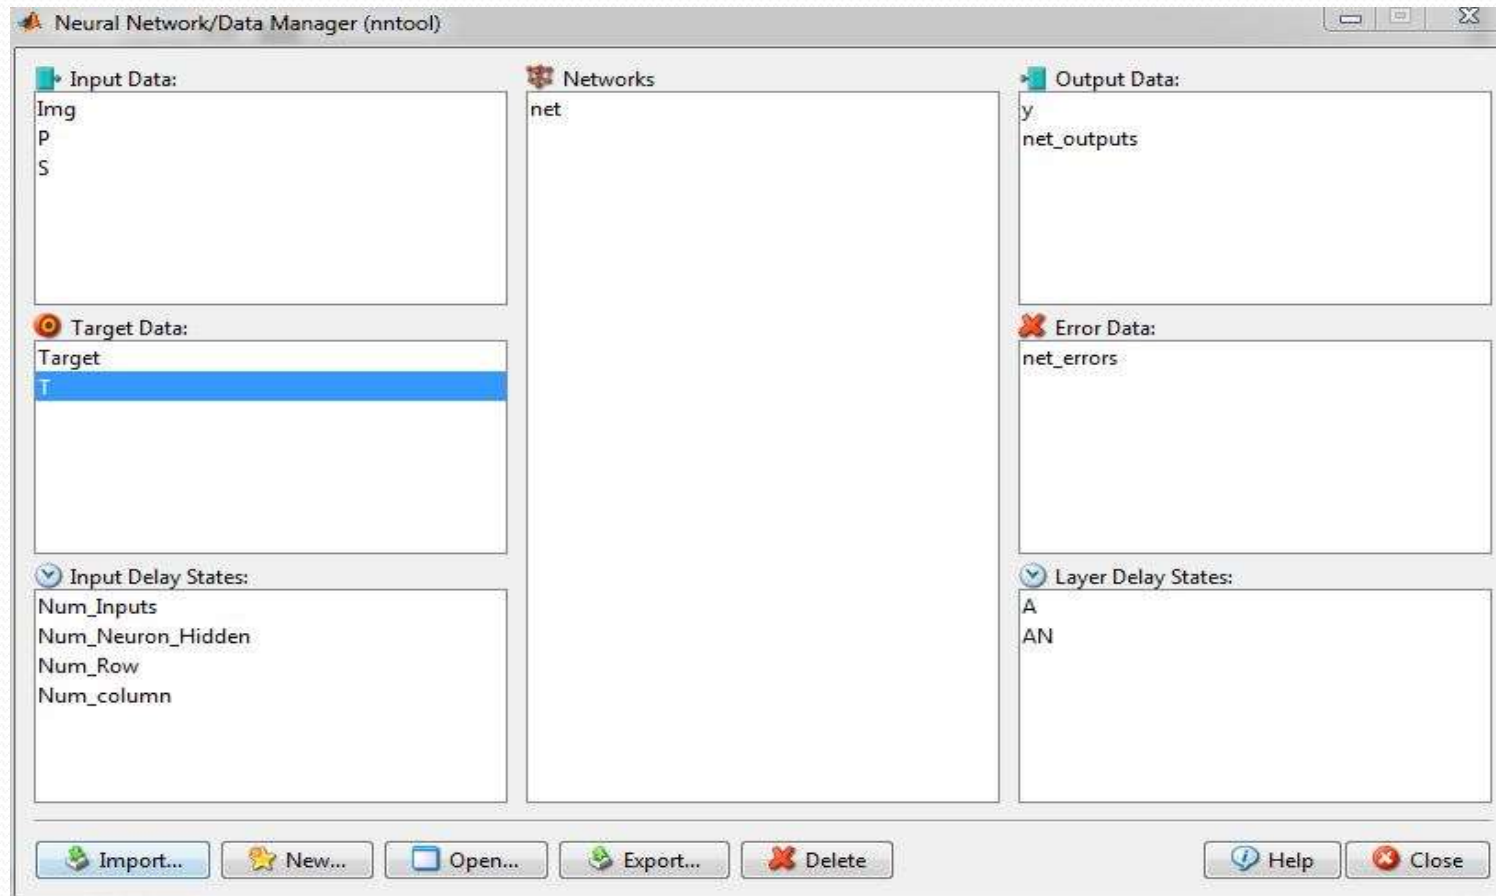 Neural Network/Data Manager (nntool)
Input Data:
Img
P
S
Networks
net
Output Data:
y
net_outputs
Target Data:
Target
T
Error Data:
net_errors
Input Delay States:
Num_Inputs
Num_Neuron_Hidden
Num_Row
Num_column
Layer Delay States:
A
AN
Import...
New...
Open...
Export...
Delete
Help
Close